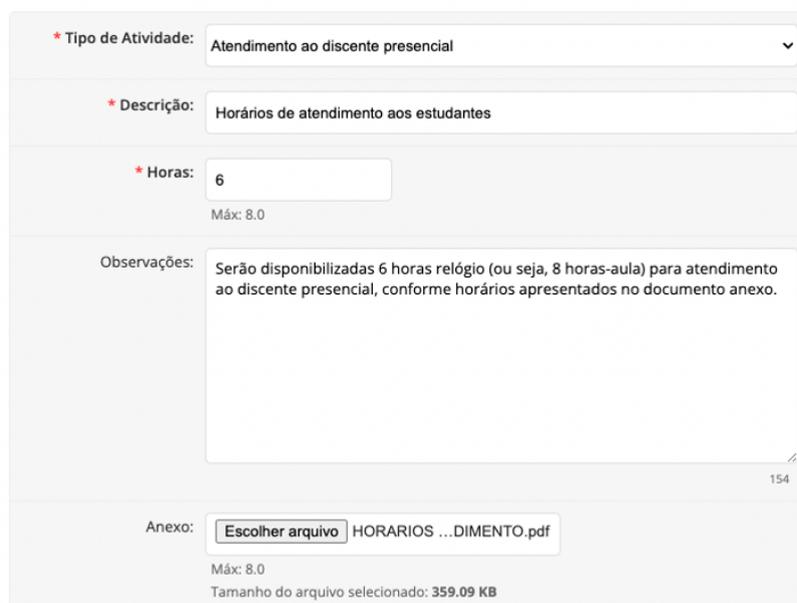 * Tipo de Atividade: Atendimento ao discente presencial
* Descrição: Horários de atendimento aos estudantes
* Horas: 6
Máx: 8.0
Observações: Serão disponibilizadas 6 horas relógio (ou seja, 8 horas-aula) para atendimento
ao discente presencial, conforme horários apresentados no documento anexo.
154
Anexo: Escolher arquivo HORARIOS ...DIMENTO.pdf
Máx: 8.0
Tamanho do arquivo selecionado: 359.09 KB